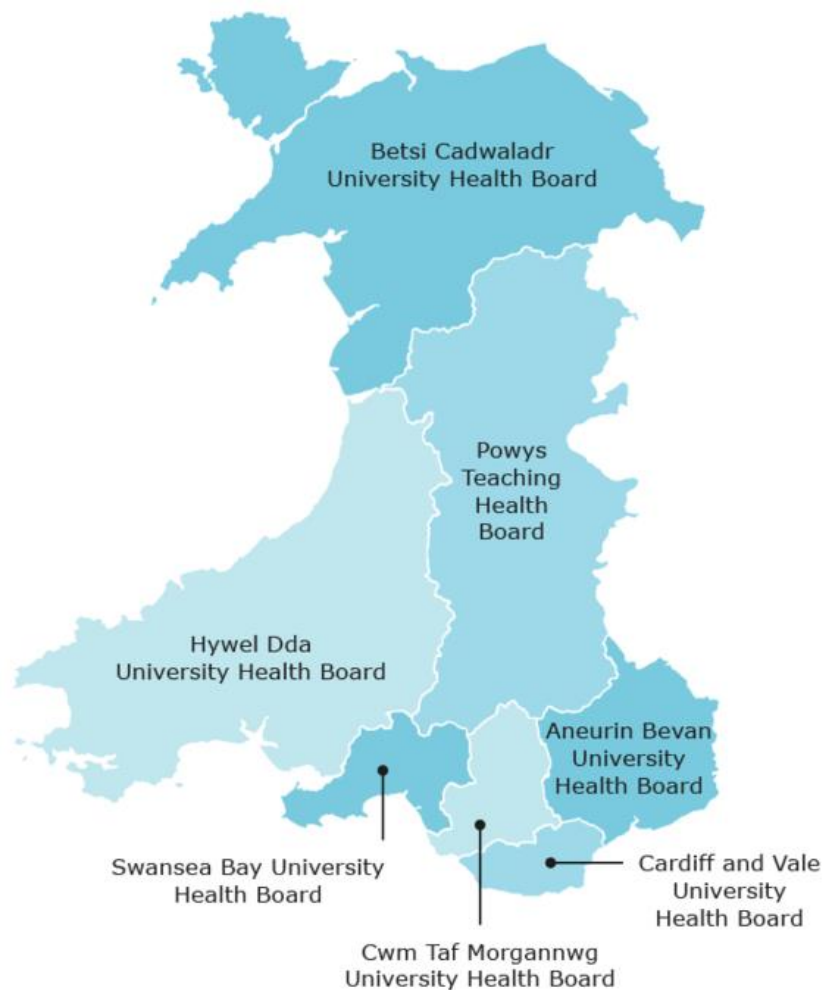 Betsi Cadwaladr
University Health Board
Powys
Teaching
Health
Board
Hywel Dda
University Health Board
Aneurin Bevan
University
Health Board
Swansea Bay University
Health Board
Cardiff and Vale
University
Health Board
Cwm Taf Morgannwg
University Health Board